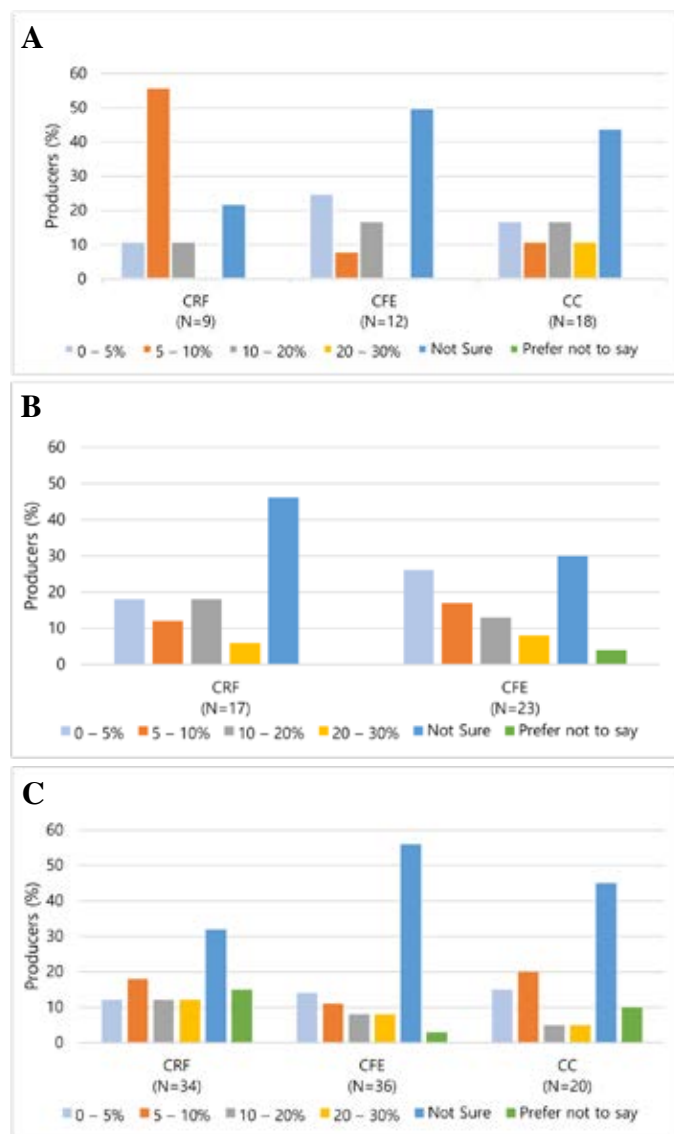 A
60
50
40
30
20
10
0
Producers (%)
CRF CFE CC
(N=9) (N=12) (N=18)
0 – 5% 5 – 10% 10 – 20% 20 – 30% Not Sure Prefer not to say
B
60
50
40
30
20
10
0
Producers (%)
CRF CFE
(N=17) (N=23)
0 – 5% 5 – 10% 10 – 20% 20 – 30% Not Sure Prefer not to say
C
60
50
40
30
20
10
0
Producers (%)
CRF CFE CC
(N=34) (N=36) (N=20)
0 – 5% 5 – 10% 10 – 20% 20 – 30% Not Sure Prefer not to say